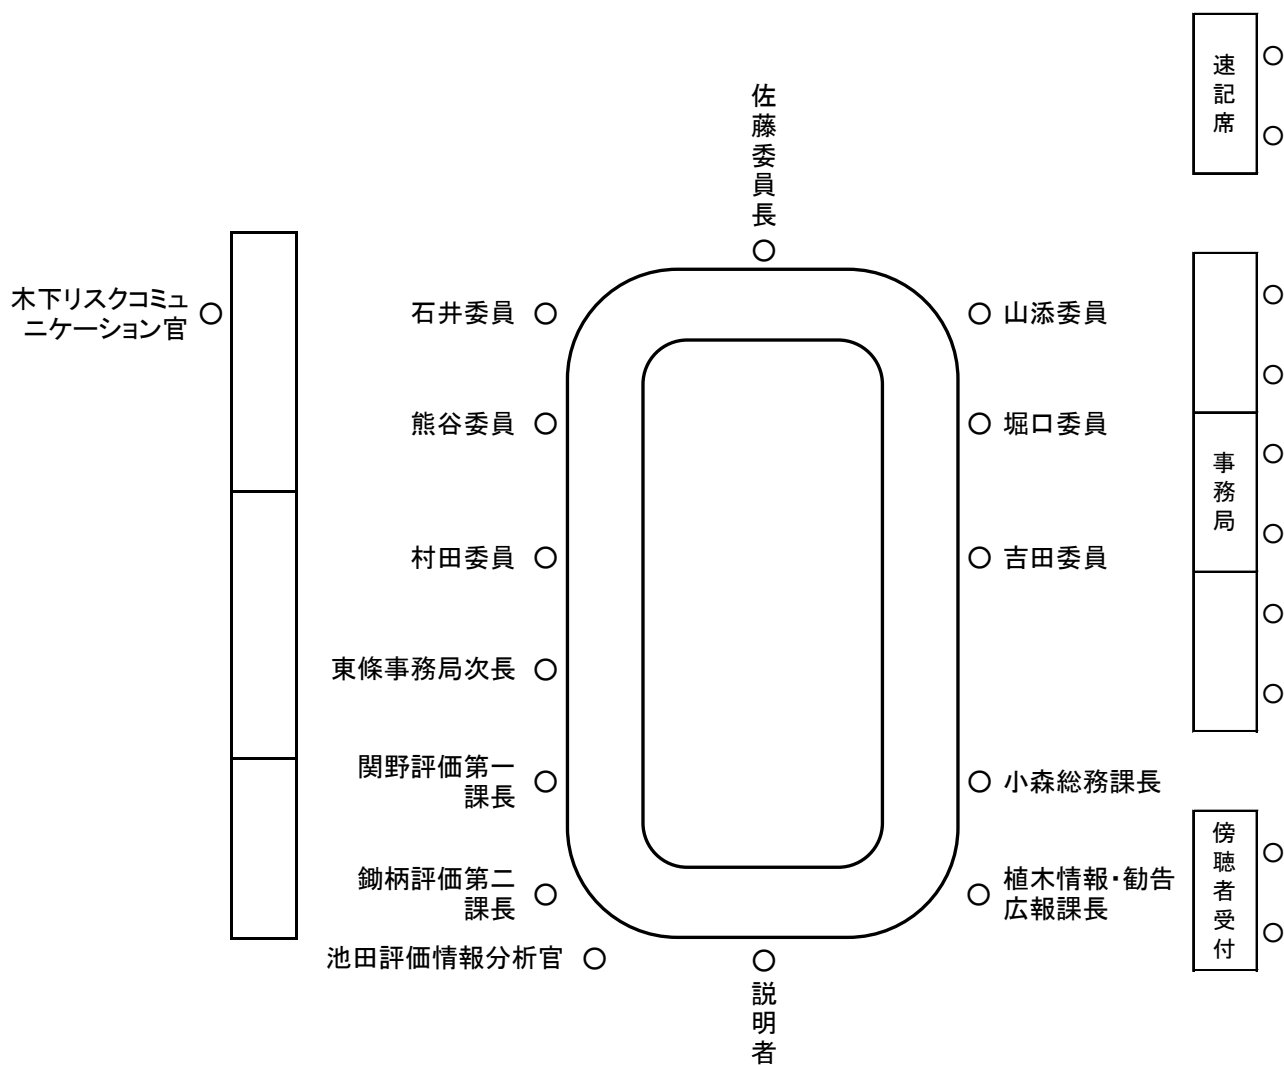 速記席
佐藤委員長
木下リスクコミュ
ニケーション官
石井委員
山添委員
熊谷委員
堀口委員
事務局
村田委員
吉田委員
東條事務局次長
関野評価第一
課長
小森総務課長
鋤柄評価第二
課長
植木情報・勧告
広報課長
傍聴者受付
池田評価情報分析官
説明者